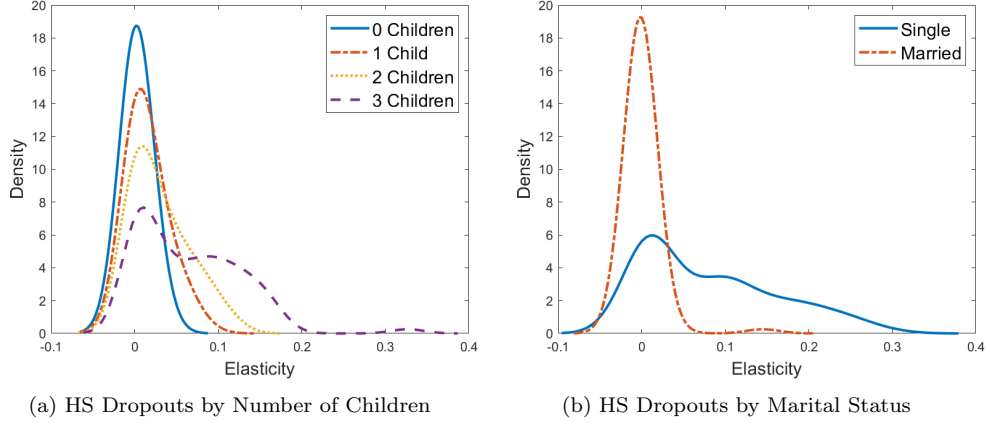 20
18
16
14
12
10
8
6
4
2
0
Density
-0.1
0
0.1
0.2
0.3
0.4
Elasticity
0 Children
1 Child
2 Children
3 Children
(a) HS Dropouts by Number of Children
20
18
16
14
12
10
8
6
4
2
0
Density
-0.1
0
0.1
0.2
0.3
0.4
Elasticity
Single
Married
(b) HS Dropouts by Marital Status